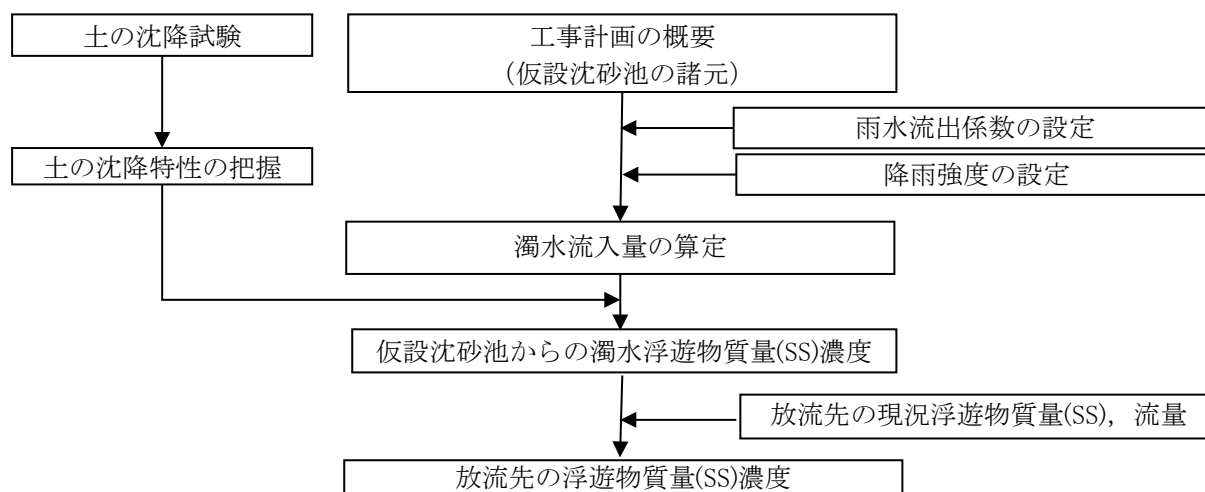 土の沈降試験
工事計画の概要
（仮設沈砂池の諸元）
雨水流出係数の設定
土の沈降特性の把握
降雨強度の設定
濁水流入量の算定
仮設沈砂池からの濁水浮遊物質量(SS)濃度
放流先の現況浮遊物質量(SS)，流量
放流先の浮遊物質量(SS)濃度